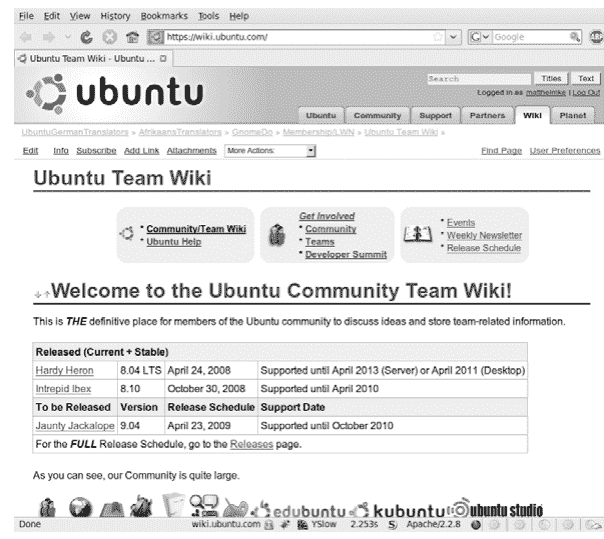 File Edit View History Bookmarks Tools Help
https://wiki.ubuntu.com/
Google
Ubuntu Team Wiki - Ubuntu ...
ubuntu
Search Titles Text
Logged in as mattheimke | Log Out
Ubuntu Community Support Partners Wiki Planet
UbuntuGermanTranslators » AfrikaansTranslators » GnomeDo » Membership/LWN » Ubuntu Team Wiki »
Edit Info Subscribe Add Link Attachments More Actions: Find Page User Preferences
Ubuntu Team Wiki
Community/Team Wiki
Ubuntu Help
Get Involved
Community
Teams
Developer Summit
Events
Weekly Newsletter
Release Schedule
Welcome to the Ubuntu Community Team Wiki!
This is THE definitive place for members of the Ubuntu community to discuss ideas and store team-related information.
Released (Current + Stable)
Hardy Heron 8.04 LTS April 24, 2008 Supported until April 2013 (Server) or April 2011 (Desktop)
Intrepid Ibex 8.10 October 30, 2008 Supported until April 2010
To be Released Version Release Schedule Support Date
Jaunty Jackalope 9.04 April 23, 2009 Supported until October 2010
For the FULL Release Schedule, go to the Releases page.
As you can see, our Community is quite large.
edubuntu kubuntu ubuntu studio
Done wiki.ubuntu.com YSlow 2.253s Apache/2.2.8